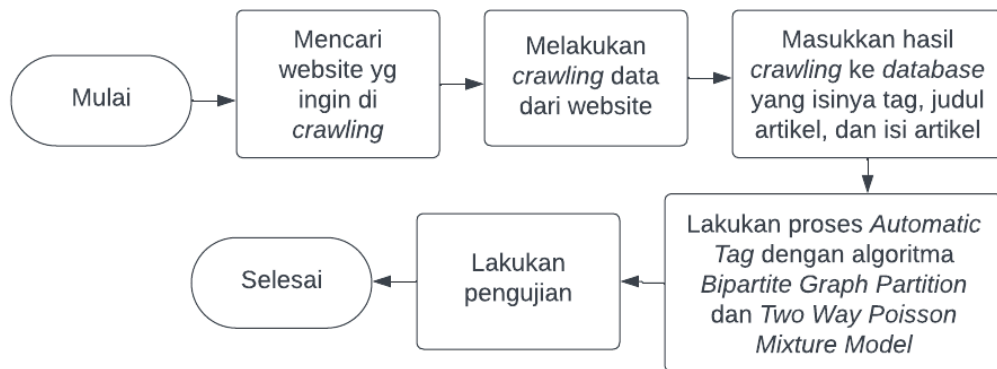 Mulai
Mencari
website yg
ingin di
crawling
Melakukan
crawling data
dari website
Masukkan hasil
crawling ke database
yang isinya tag, judul
artikel, dan isi artikel
Lakukan proses Automatic
Tag dengan algoritma
Bipartite Graph Partition
dan Two Way Poisson
Mixture Model
Lakukan
pengujian
Selesai